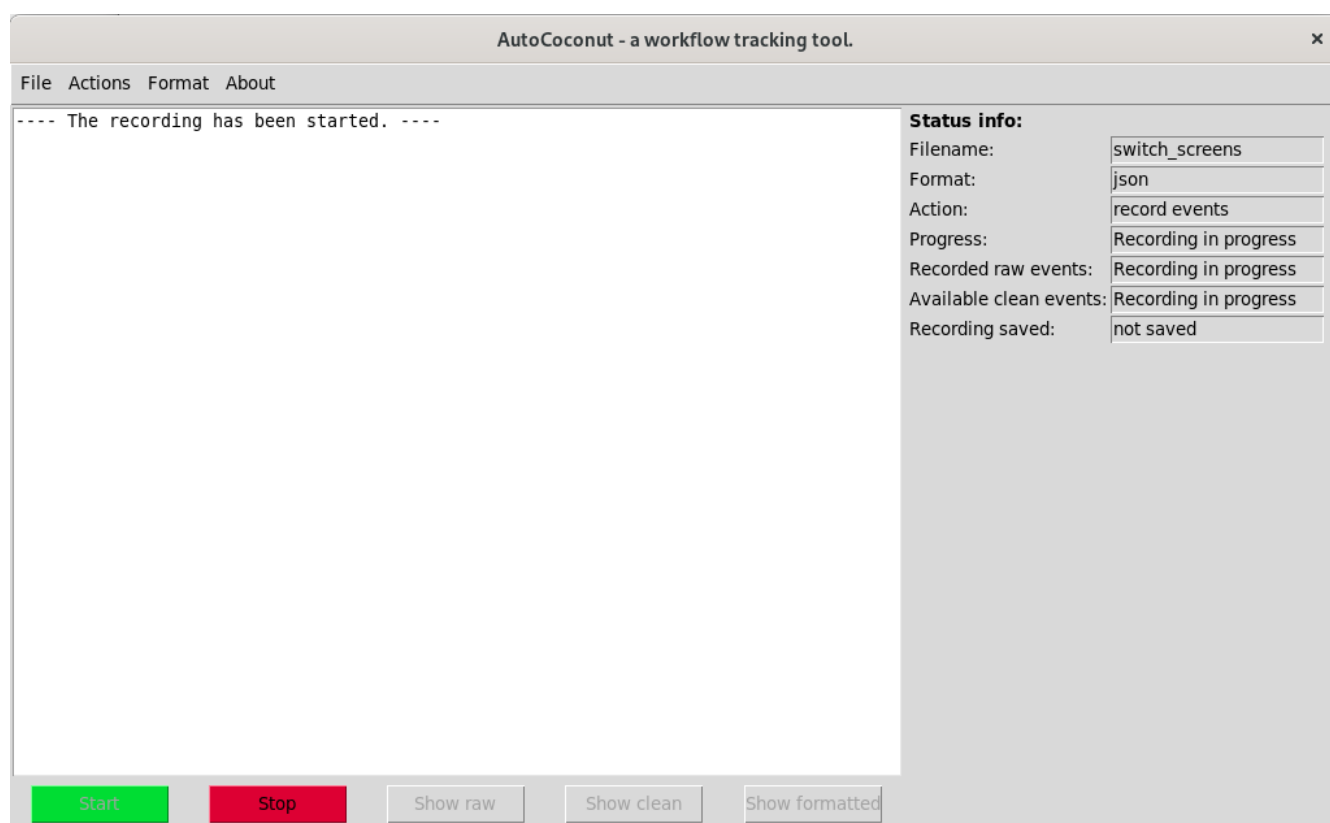 AutoCoconut - a workflow tracking tool.
×
File Actions Format About
---- The recording has been started. ----
Status info:
Filename: switch_screens
Format: json
Action: record events
Progress: Recording in progress
Recorded raw events: Recording in progress
Available clean events: Recording in progress
Recording saved: not saved
Start Stop Show raw Show clean Show formatted